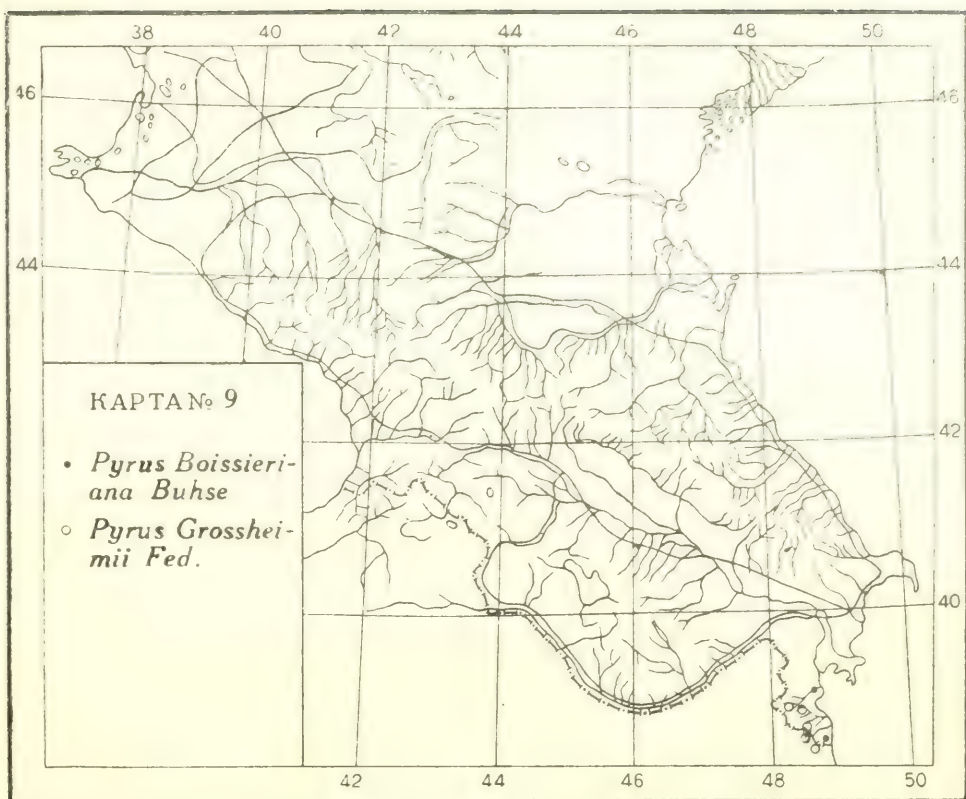 38 40 42 44 46 48 50
46 46
44 44
КАРТА № 9
42
• Pyrus Boissieri-
ana Buhse
○ Pyrus Grosshei-
mii Fed.
40
42 44 46 48 50